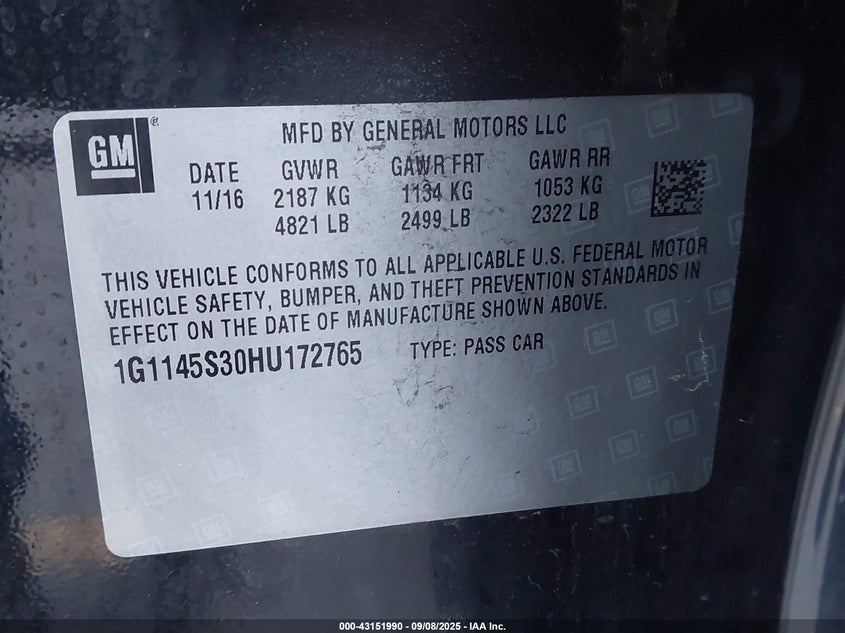 GM®
MFD BY GENERAL MOTORS LLC
DATE GVWR GAWR FRT GAWR RR
11/16 2187 KG 1134 KG 1053 KG
4821 LB 2499 LB 2322 LB
THIS VEHICLE CONFORMS TO ALL APPLICABLE U.S. FEDERAL MOTOR
VEHICLE SAFETY, BUMPER, AND THEFT PREVENTION STANDARDS IN
EFFECT ON THE DATE OF MANUFACTURE SHOWN ABOVE.
1G1145S30HU172765 TYPE: PASS CAR
000-43151990 - 09/08/2025 - IAA Inc.